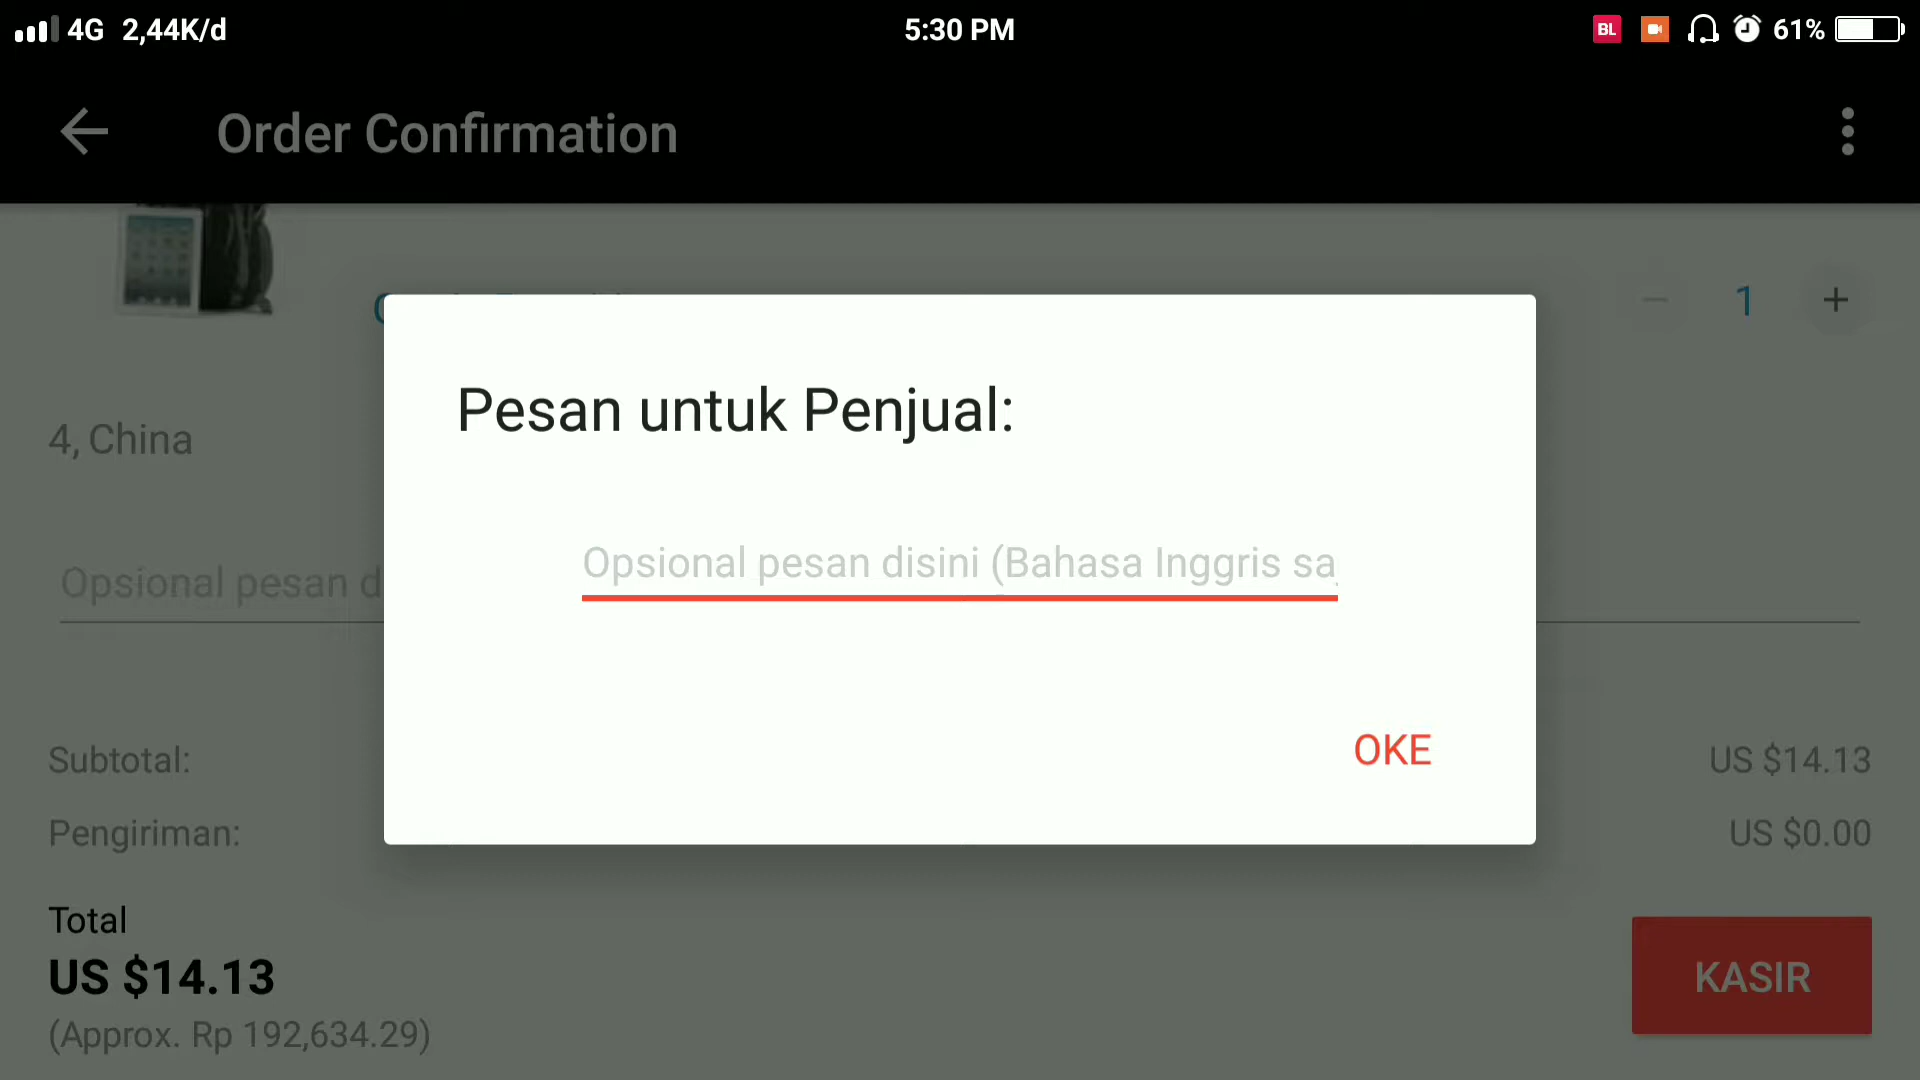 4G 2,44K/d 5:30 PM BL 61%
Order Confirmation
1
Pesan untuk Penjual:
4, China
Opsional pesan disini (Bahasa Inggris sa
Opsional pesan d
OKE
Subtotal: US $14.13
Pengiriman: US $0.00
Total
US $14.13
KASIR
(Approx. Rp 192,634.29)